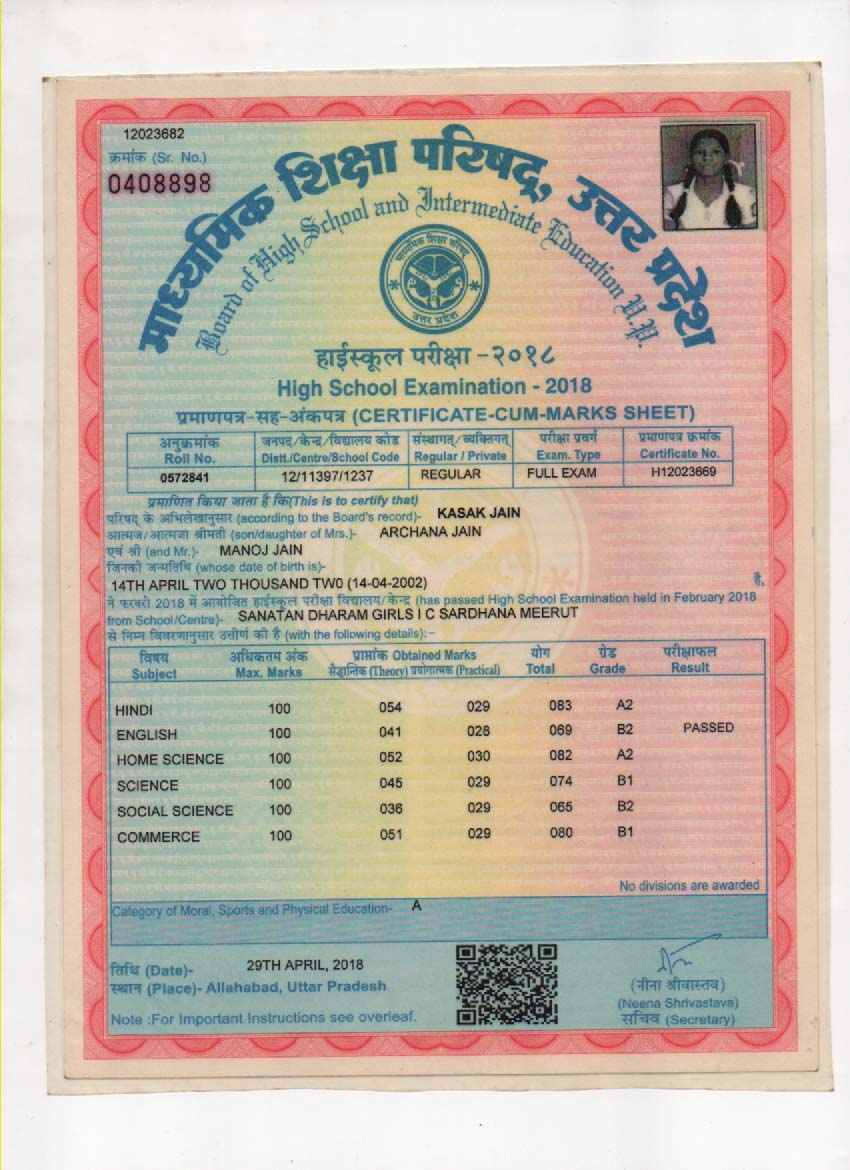 12023682
क्रमांक (Sr. No.)
0408898
माध्यमिक शिक्षा परिषद्, उत्तर प्रदेश
Board of High School and Intermediate Education U.P.
माध्यमिक शिक्षा परिषद्
उत्तर प्रदेश
हाईस्कूल परीक्षा -२०१८
High School Examination - 2018
प्रमाणपत्र-सह-अंकपत्र (CERTIFICATE-CUM-MARKS SHEET)
अनुक्रमांक जनपद/केन्द्र/विद्यालय कोड संस्थागत/व्यक्तिगत परीक्षा प्रवर्ग प्रमाणपत्र क्रमांक
Roll No. Distt./Centre/School Code Regular / Private Exam. Type Certificate No.
0572841 12/11397/1237 REGULAR FULL EXAM H12023669
प्रमाणित किया जाता है कि(This is to certify that)
परिषद् के अभिलेखानुसार (according to the Board's record)- KASAK JAIN
आत्मज/आत्मजा श्रीमती (son/daughter of Mrs.)- ARCHANA JAIN
एवं श्री (and Mr.)- MANOJ JAIN
जिनकी जन्मतिथि (whose date of birth is)-
14TH APRIL TWO THOUSAND TWO (14-04-2002) है,
ने फरवरी 2018 में आयोजित हाईस्कूल परीक्षा विद्यालय/केन्द्र (has passed High School Examination held in February 2018
from School/Centre)- SANATAN DHARAM GIRLS I C SARDHANA MEERUT
से निम्न विवरणानुसार उत्तीर्ण की है (with the following details):-
विषय अधिकतम अंक प्राप्तांक Obtained Marks योग ग्रेड परीक्षाफल
Subject Max. Marks सैद्धान्तिक (Theory) प्रयोगात्मक (Practical) Total Grade Result
HINDI 100 054 029 083 A2
ENGLISH 100 041 028 069 B2 PASSED
HOME SCIENCE 100 052 030 082 A2
SCIENCE 100 045 029 074 B1
SOCIAL SCIENCE 100 036 029 065 B2
COMMERCE 100 051 029 080 B1
No divisions are awarded
Category of Moral, Sports and Physical Education- A
तिथि (Date)- 29TH APRIL, 2018
स्थान (Place)- Allahabad, Uttar Pradesh
(नीना श्रीवास्तव)
(Neena Shrivastava)
सचिव (Secretary)
Note :For Important Instructions see overleaf.